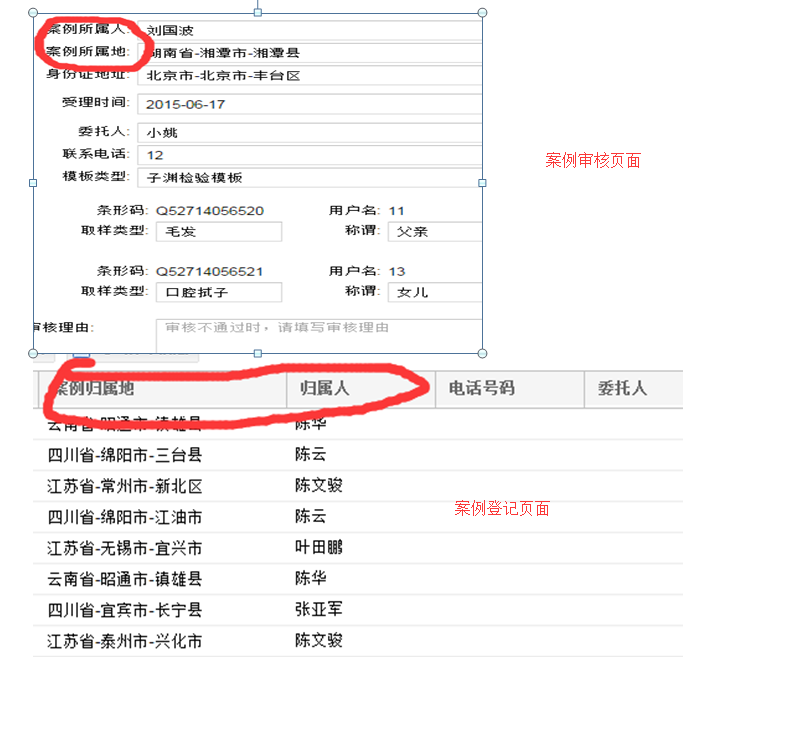 案例所属人: 刘国波
案例所属地: 湖南省-湘潭市-湘潭县
身份证地址: 北京市-北京市-丰台区
受理时间: 2015-06-17
委托人: 小姚
联系电话: 12
模板类型: 子渊检验模板
案例审核页面
条形码: Q52714056520 用户名: 11
取样类型: 毛发 称谓: 父亲
条形码: Q52714056521 用户名: 13
取样类型: 口腔拭子 称谓: 女儿
审核理由: 审核不通过时，请填写审核理由
案例归属地 归属人 电话号码 委托人
云南省-昭通市-镇雄县 陈华
四川省-绵阳市-三台县 陈云
江苏省-常州市-新北区 陈文骏
案例登记页面
四川省-绵阳市-江油市 陈云
江苏省-无锡市-宜兴市 叶田鹏
云南省-昭通市-镇雄县 陈华
四川省-宜宾市-长宁县 张亚军
江苏省-泰州市-兴化市 陈文骏